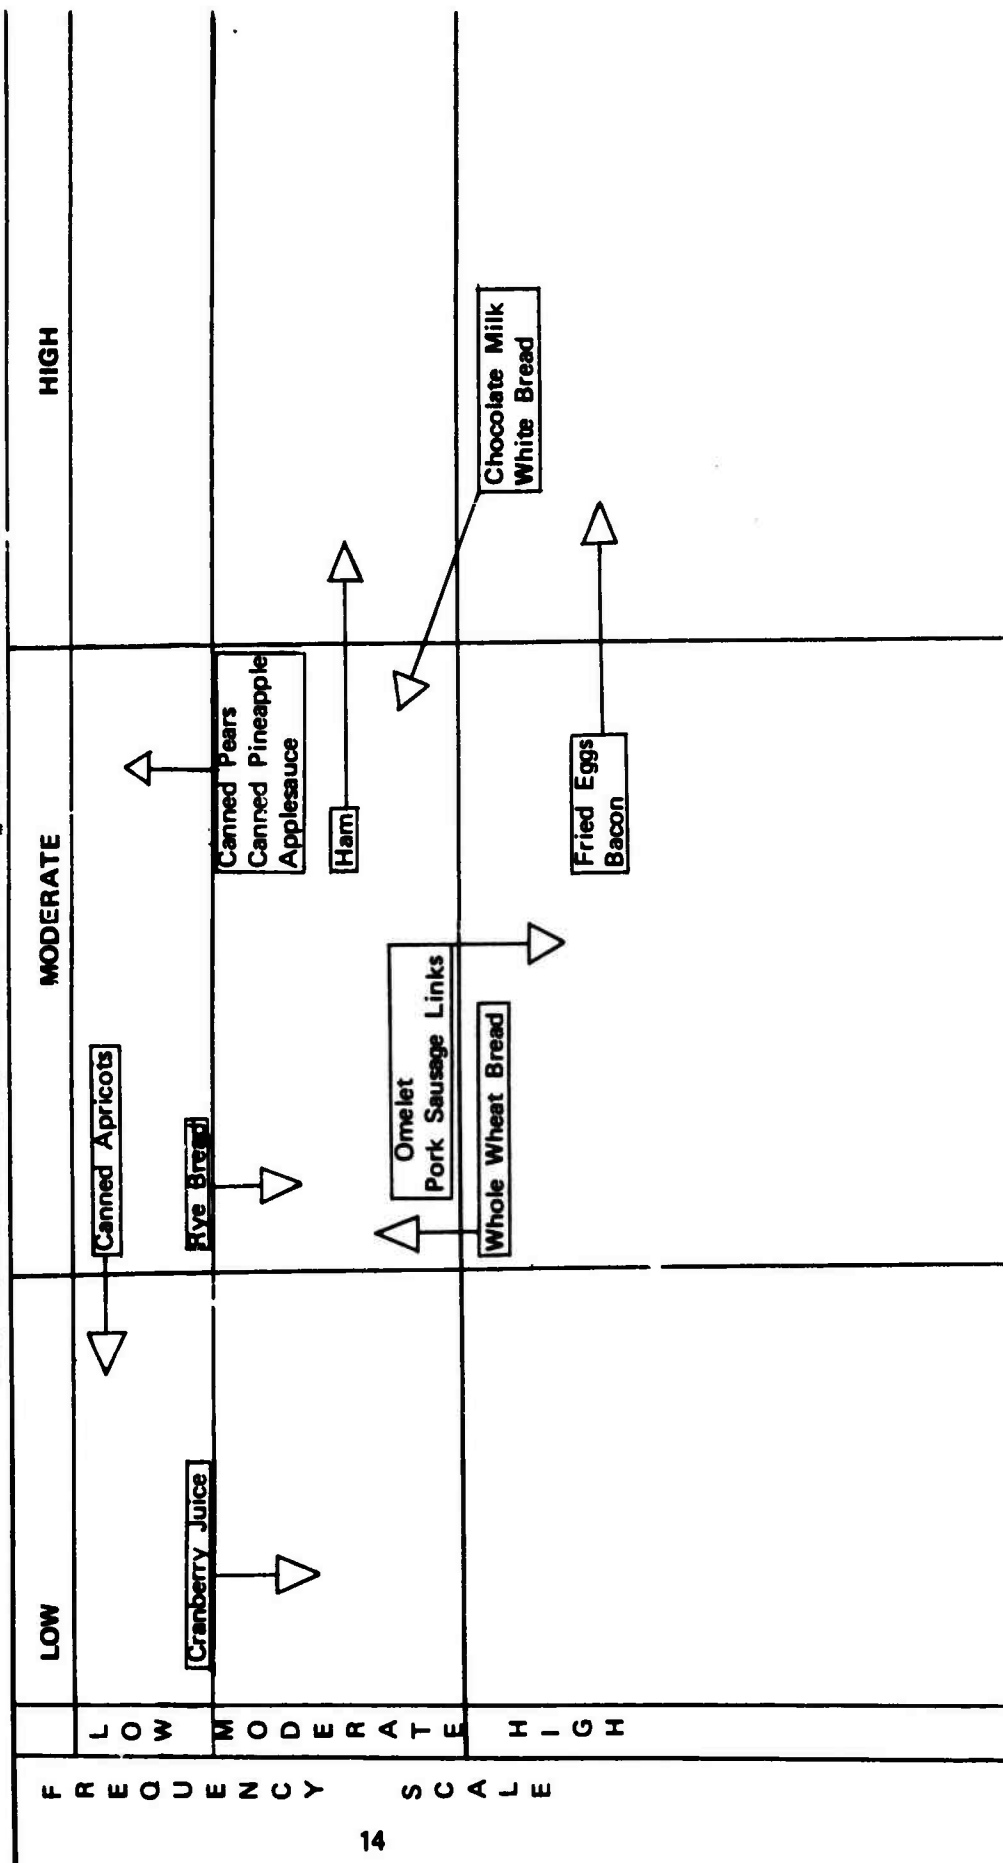 LOW MODERATE HIGH
FREQUENCY SCALE
LOW
MODERATE
HIGH
Canned Apricots
Cranberry Juice
Rye Bread
Canned Pears
Canned Pineapple
Applesauce
Ham
Omelet
Pork Sausage Links
Whole Wheat Bread
Chocolate Milk
White Bread
Fried Eggs
Bacon
14